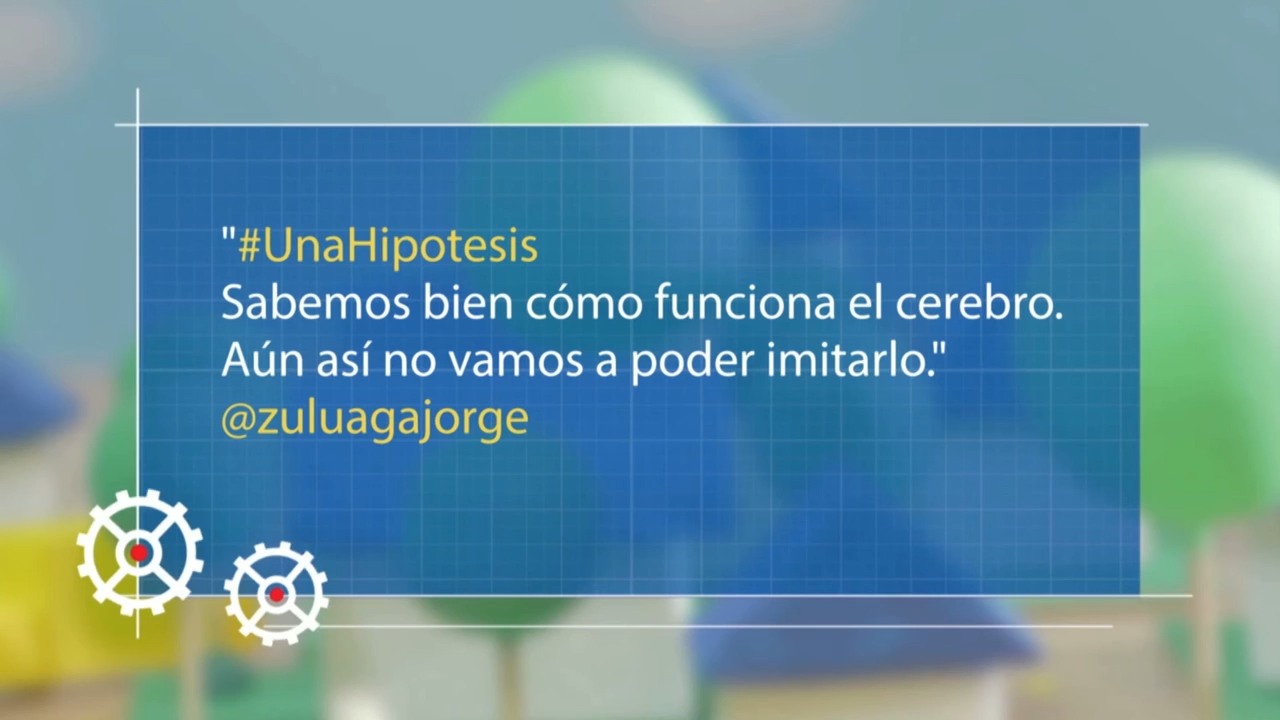 "#UnaHipotesis
Sabemos bien cómo funciona el cerebro.
Aún así no vamos a poder imitarlo."
@zuluagajorge